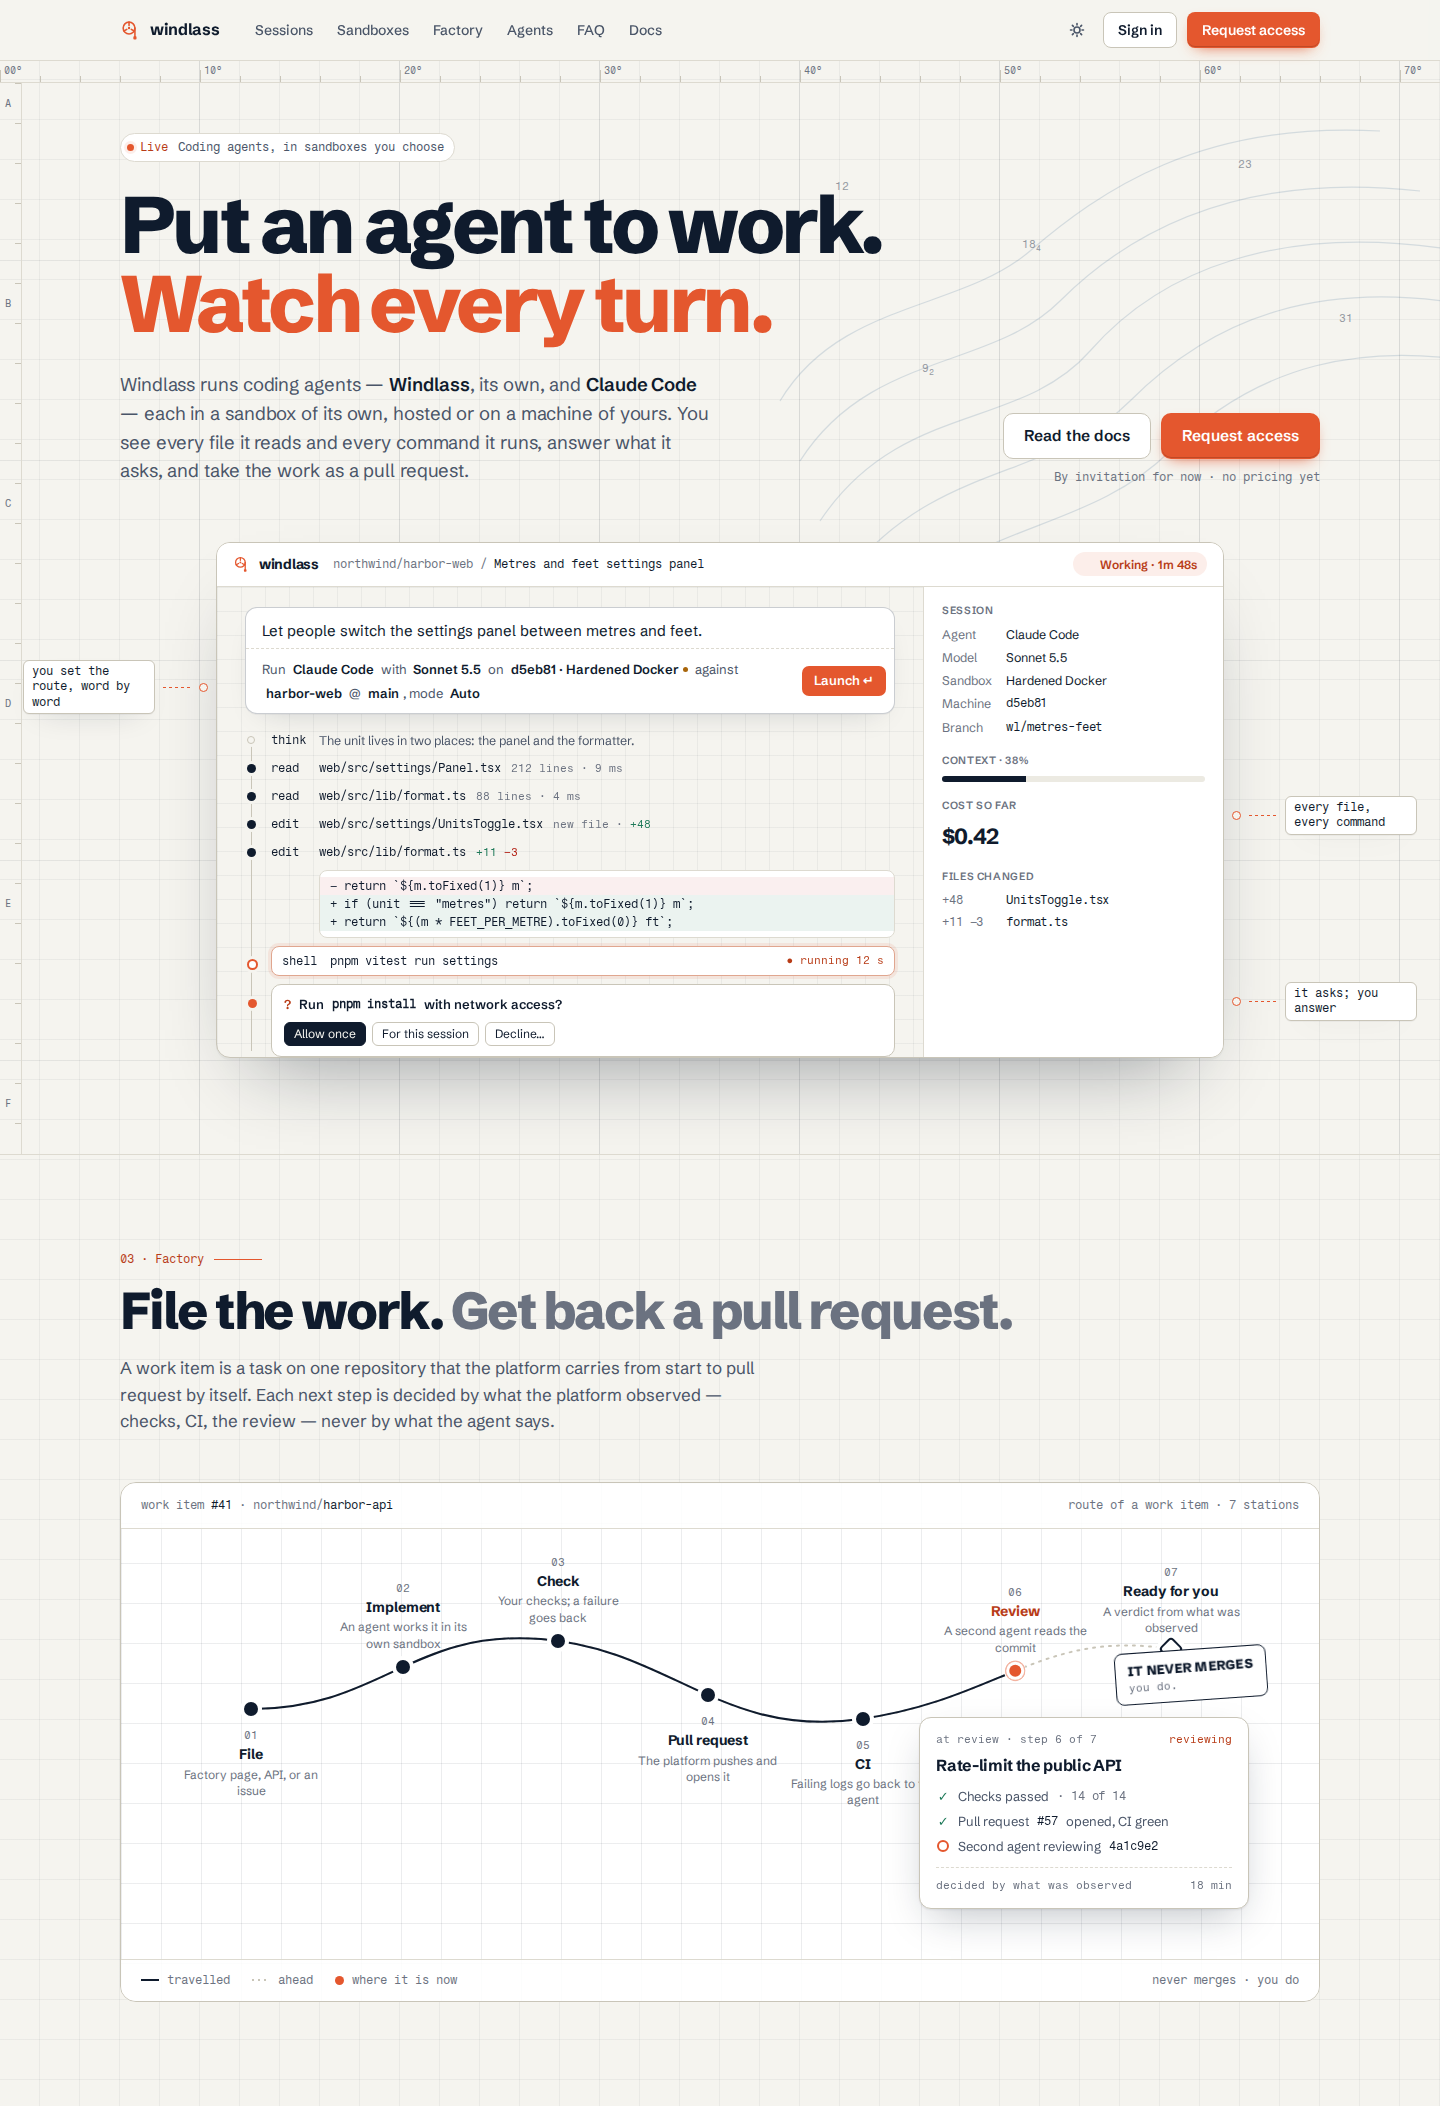 windlass Sessions Sandboxes Factory Agents FAQ Docs Sign in Request access
00° 10° 20° 30° 40° 50° 60° 70°
A
Live Coding agents, in sandboxes you choose
23
12
Put an agent to work.
18₄
Watch every turn.
B
31
9₂
Windlass runs coding agents — Windlass, its own, and Claude Code
— each in a sandbox of its own, hosted or on a machine of yours. You
see every file it reads and every command it runs, answer what it
asks, and take the work as a pull request.
Read the docs Request access
By invitation for now · no pricing yet
C
windlass northwind/harbor-web / Metres and feet settings panel Working · 1m 48s
Let people switch the settings panel between metres and feet.
Run Claude Code with Sonnet 5.5 on d5eb81 · Hardened Docker against
harbor-web @ main , mode Auto
Launch ↵
you set the
route, word by
word
D
think The unit lives in two places: the panel and the formatter.
read web/src/settings/Panel.tsx 212 lines · 9 ms
read web/src/lib/format.ts 88 lines · 4 ms
edit web/src/settings/UnitsToggle.tsx new file · +48
edit web/src/lib/format.ts +11 −3
− return `${m.toFixed(1)} m`;
+ if (unit === "metres") return `${m.toFixed(1)} m`;
+ return `${(m * FEET_PER_METRE).toFixed(0)} ft`;
E
shell pnpm vitest run settings ● running 12 s
? Run pnpm install with network access?
Allow once For this session Decline…
SESSION
Agent Claude Code
Model Sonnet 5.5
Sandbox Hardened Docker
Machine d5eb81
Branch wl/metres-feet
CONTEXT · 38%
COST SO FAR
$0.42
FILES CHANGED
+48 UnitsToggle.tsx
+11 −3 format.ts
every file,
every command
it asks; you
answer
F
03 · Factory
File the work. Get back a pull request.
A work item is a task on one repository that the platform carries from start to pull
request by itself. Each next step is decided by what the platform observed —
checks, CI, the review — never by what the agent says.
work item #41 · northwind/harbor-api route of a work item · 7 stations
01
File
Factory page, API, or an
issue
02
Implement
An agent works it in its
own sandbox
03
Check
Your checks; a failure
goes back
04
Pull request
The platform pushes and
opens it
05
CI
Failing logs go back to
agent
06
Review
A second agent reads the
commit
07
Ready for you
A verdict from what was
observed
IT NEVER MERGES
you do.
at review · step 6 of 7 reviewing
Rate-limit the public API
✓ Checks passed · 14 of 14
✓ Pull request #57 opened, CI green
Second agent reviewing 4a1c9e2
decided by what was observed 18 min
travelled ahead where it is now never merges · you do